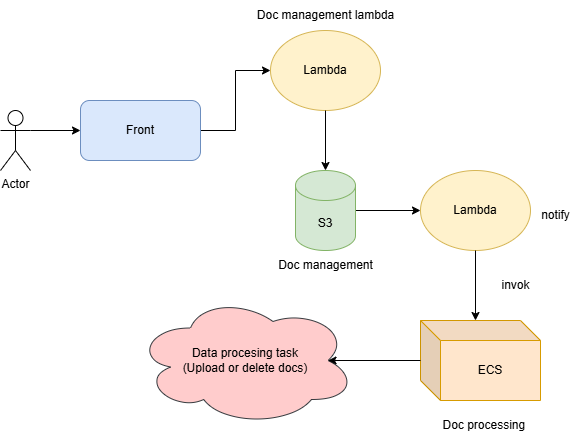 Doc management lambda
Lambda
Front
Actor
S3
Lambda
notify
Doc management
invok
Data procesing task
(Upload or delete docs)
ECS
Doc processing